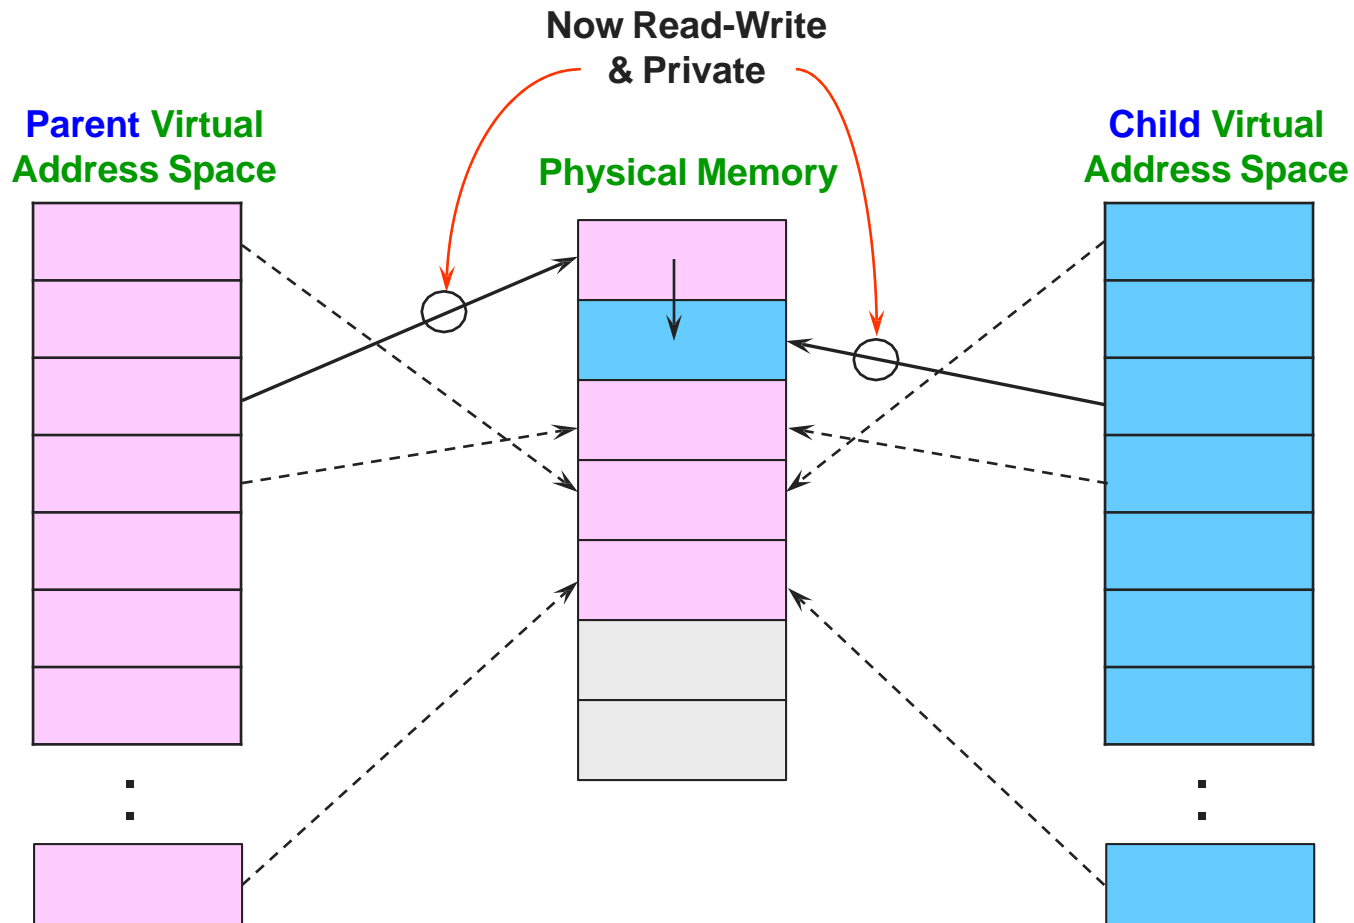 Now Read-Write
& Private
Parent Virtual
Address Space
Physical Memory
Child Virtual
Address Space